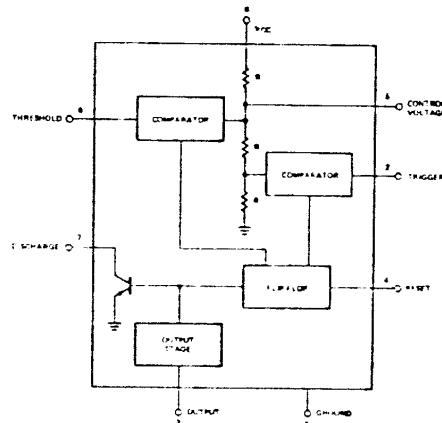 8
VCC
R
5
CONTROL
VOLTAGE
6
THRESHOLD
COMPARATOR
R
2
COMPARATOR
TRIGGER
R
7
DISCHARGE
4
FLIP FLOP
RESET
OUTPUT
STAGE
OUTPUT
3
GROUND